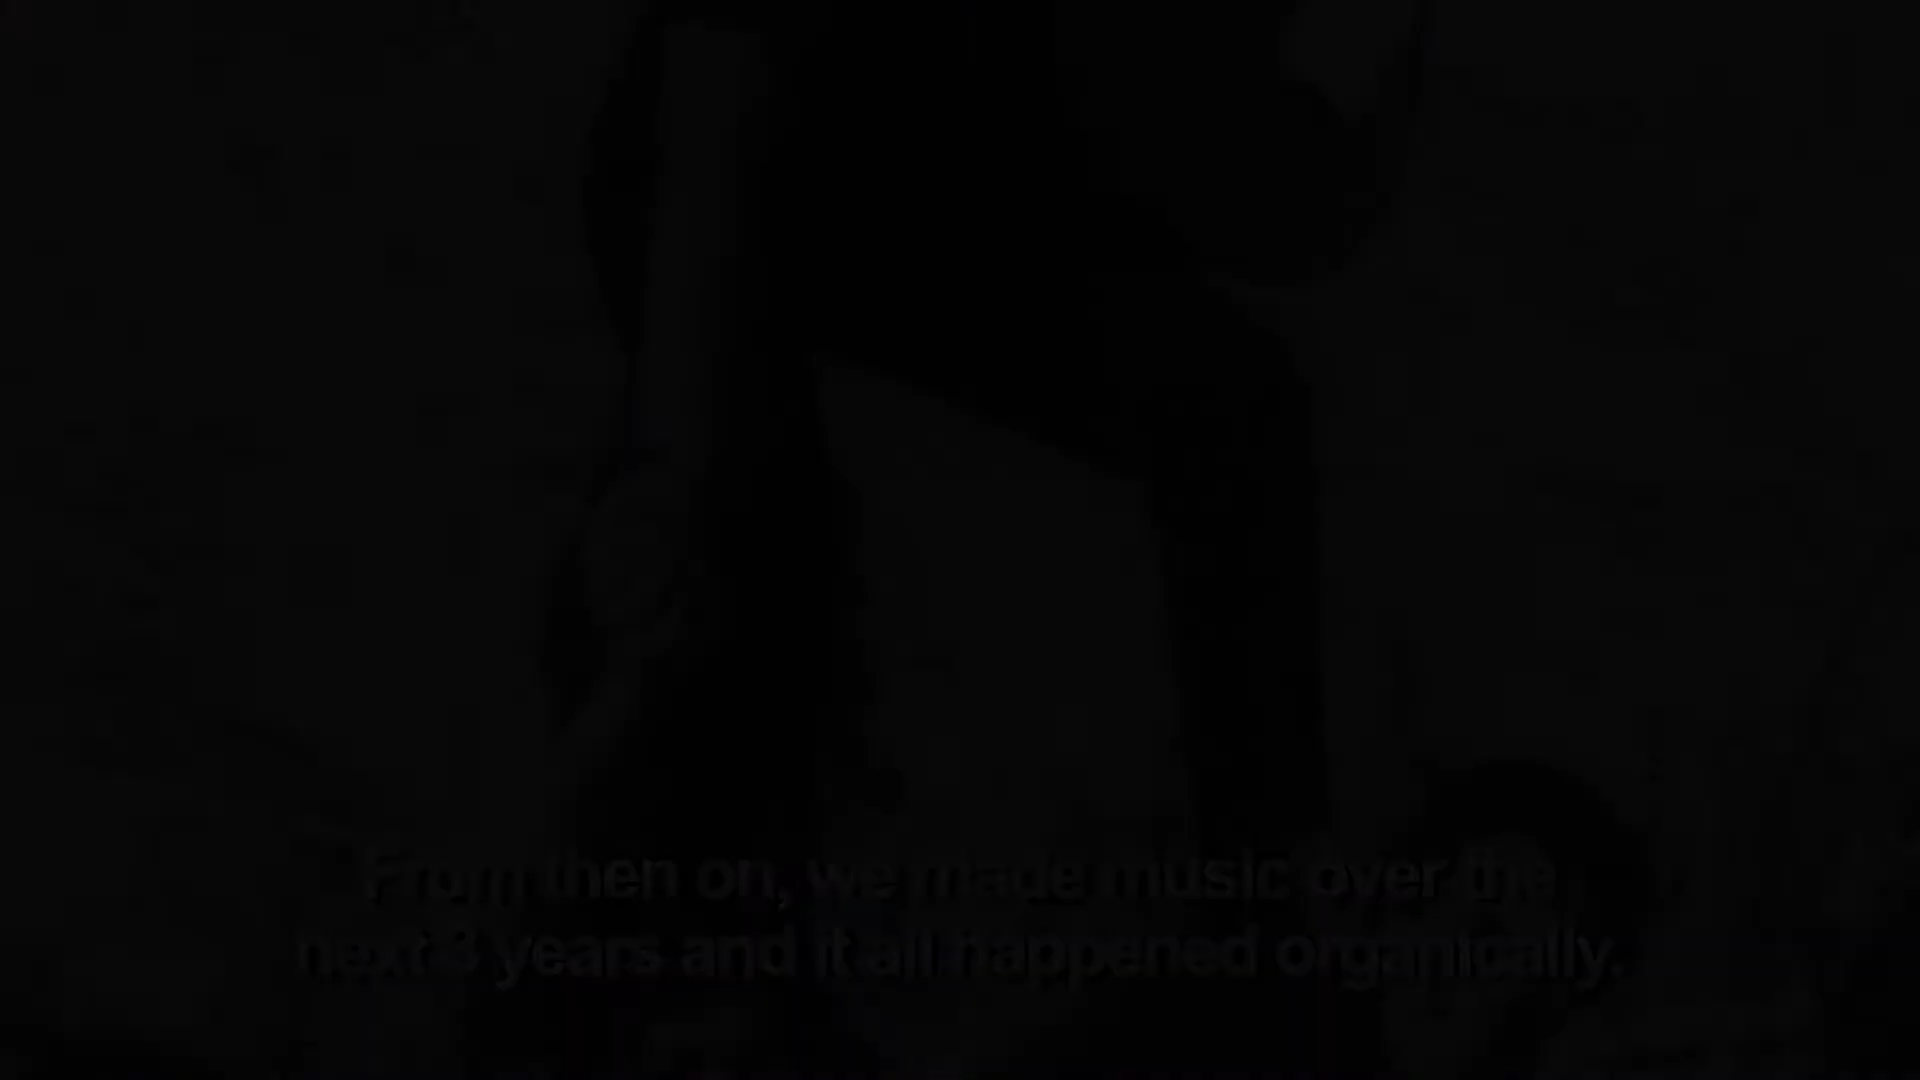 From then on, we made music over the
next 3 years and it all happened organically.